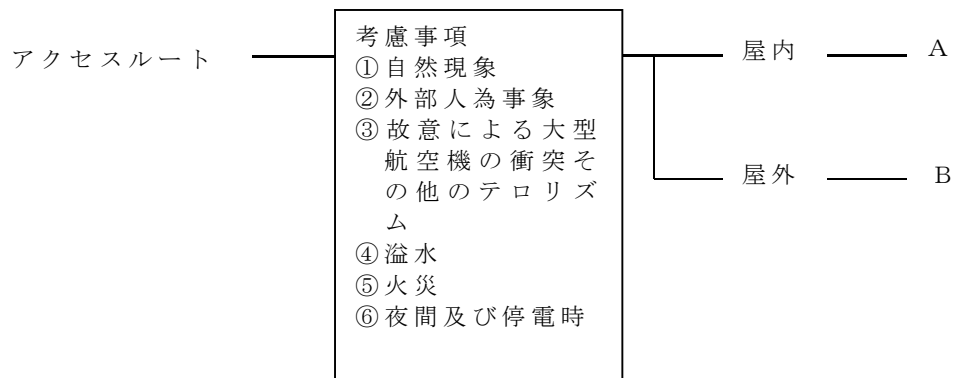 アクセスルート
考慮事項
①自然現象
②外部人為事象
③故意による大型
航空機の衝突そ
の他のテロリズ
ム
④溢水
⑤火災
⑥夜間及び停電時
屋内
A
屋外
B